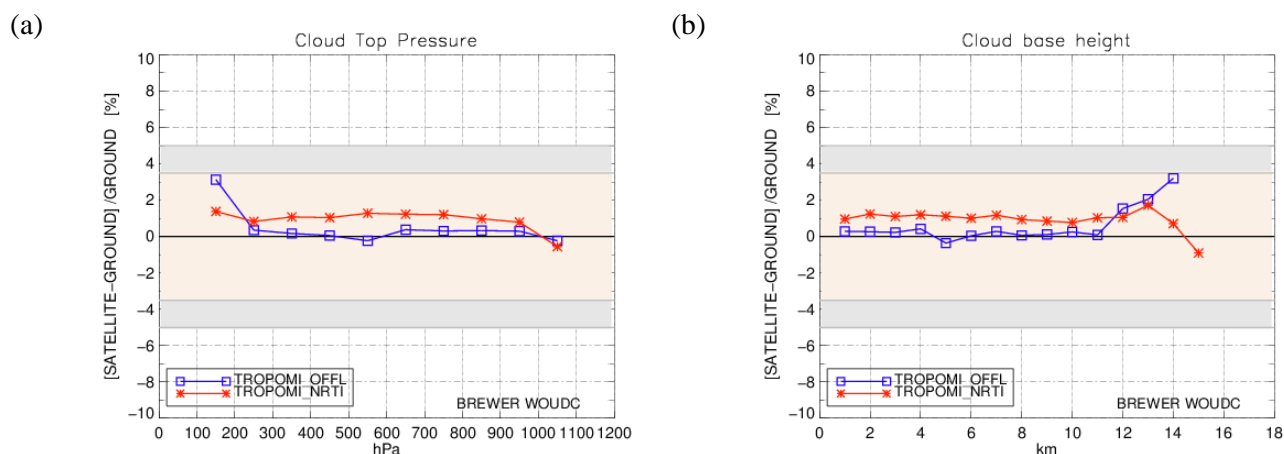 (a)
Cloud Top Pressure
[SATELLITE-GROUND]/GROUND [%]
10
8
6
4
2
0
-2
-4
-6
-8
-10
TROPOMI_OFFL
TROPOMI_NRTI
BREWER WOUDC
0 100 200 300 400 500 600 700 800 900 1000 1100 1200
hPa
(b)
Cloud base height
[SATELLITE-GROUND]/GROUND [%]
10
8
6
4
2
0
-2
-4
-6
-8
-10
TROPOMI_OFFL
TROPOMI_NRTI
BREWER WOUDC
0 2 4 6 8 10 12 14 16 18
km